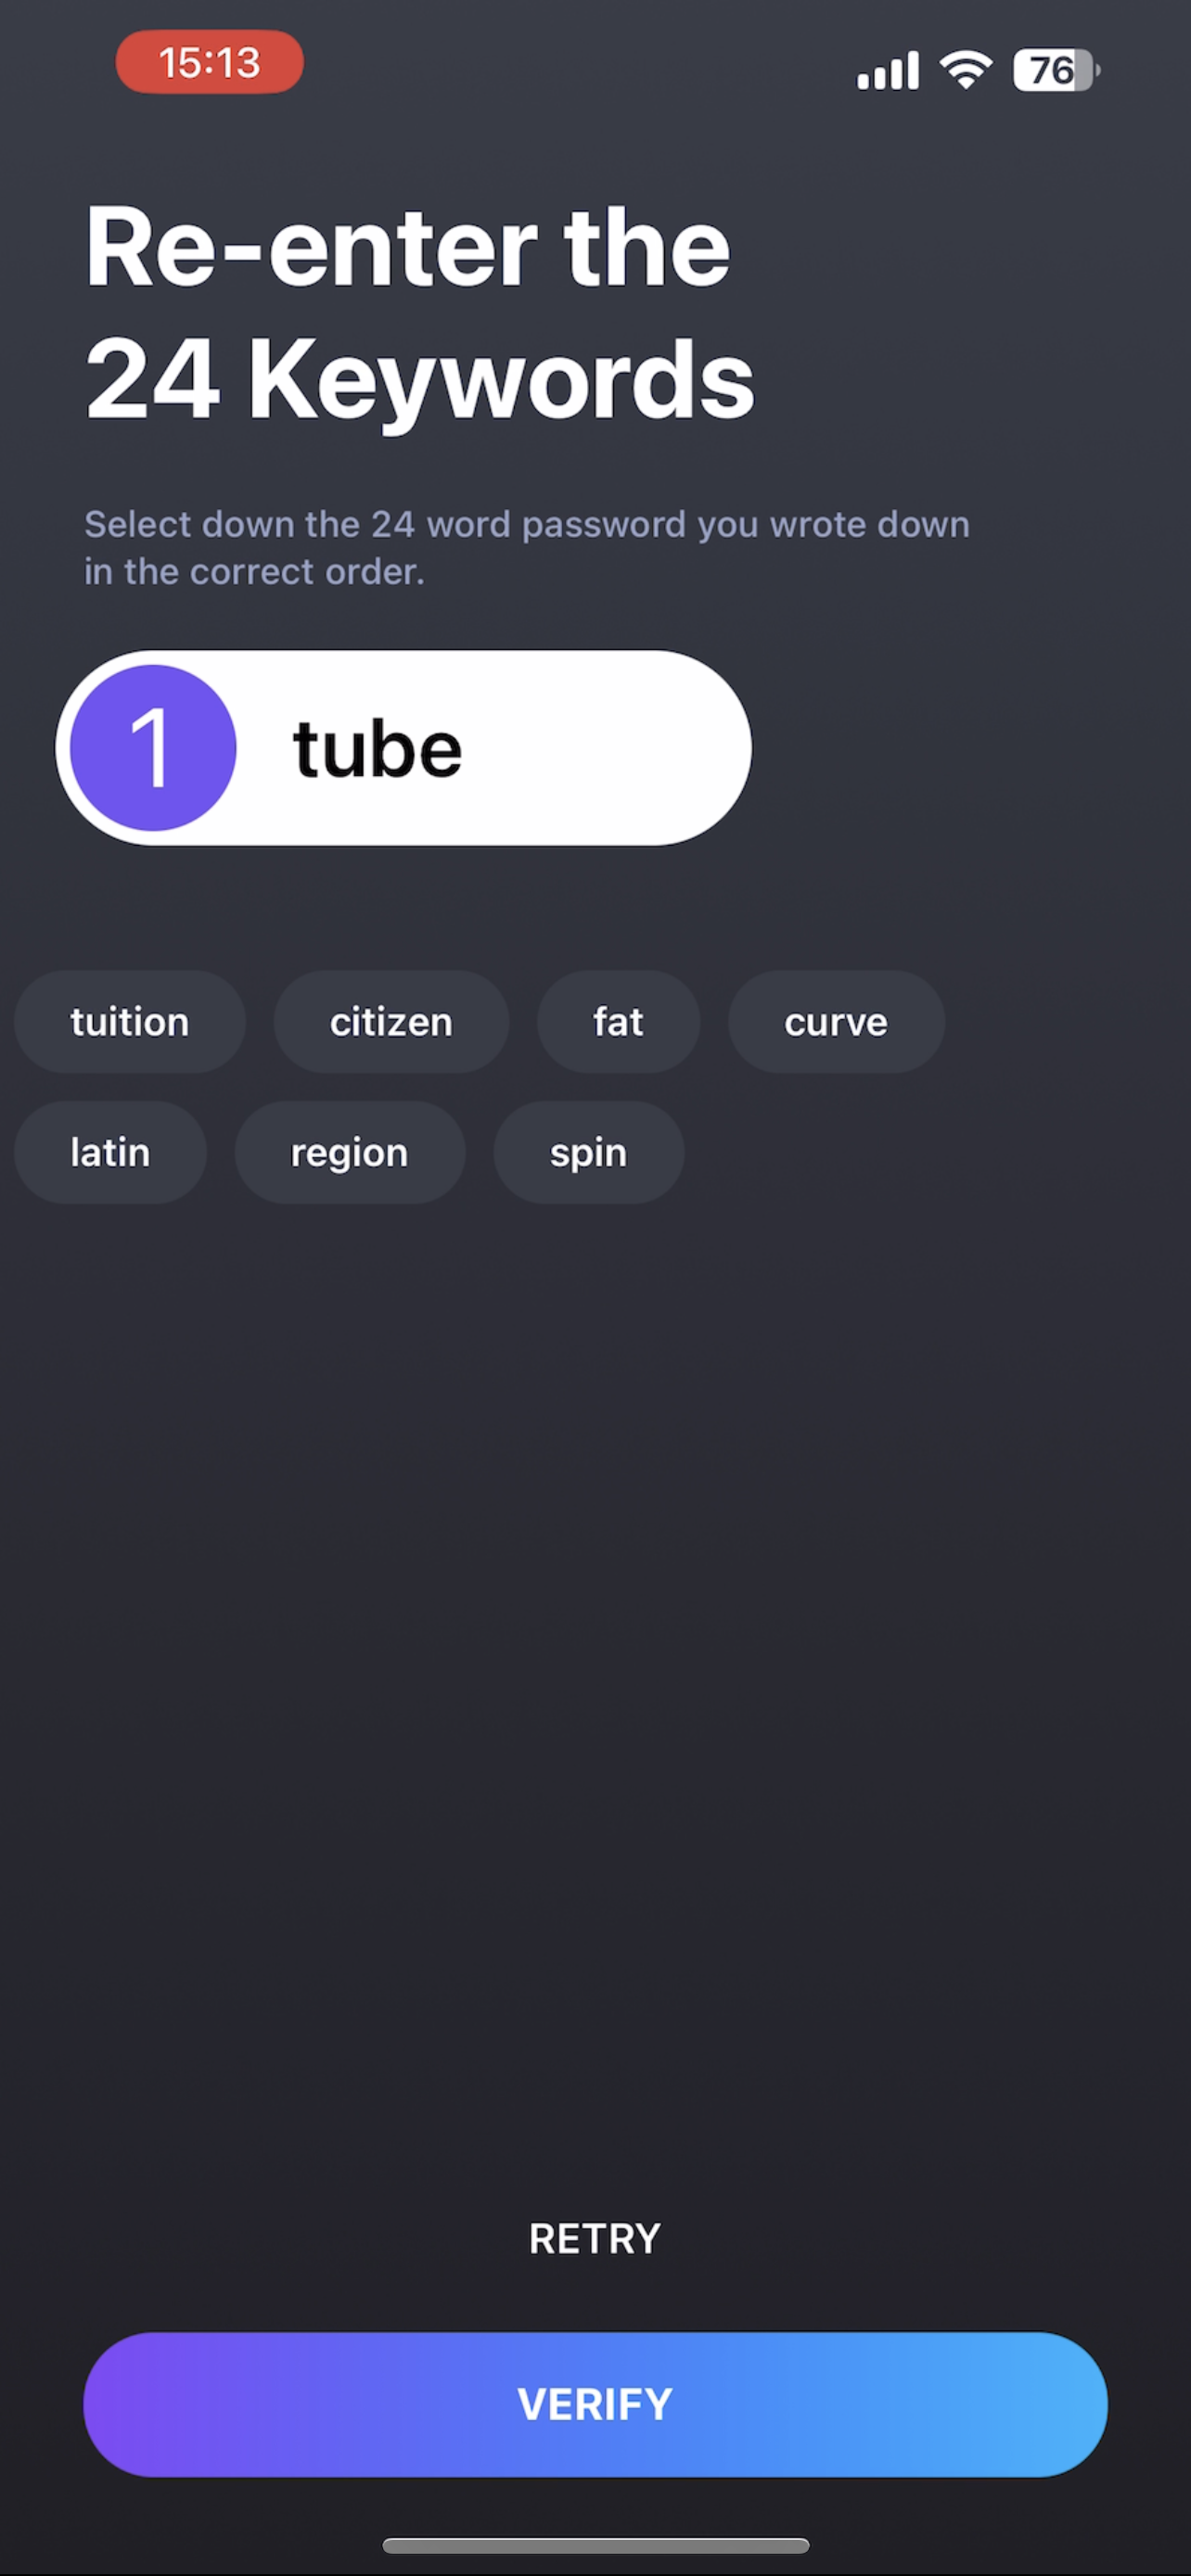 15:13
76
Re-enter the
24 Keywords
Select down the 24 word password you wrote down
in the correct order.
1 tube
tuition citizen fat curve
latin region spin
RETRY
VERIFY